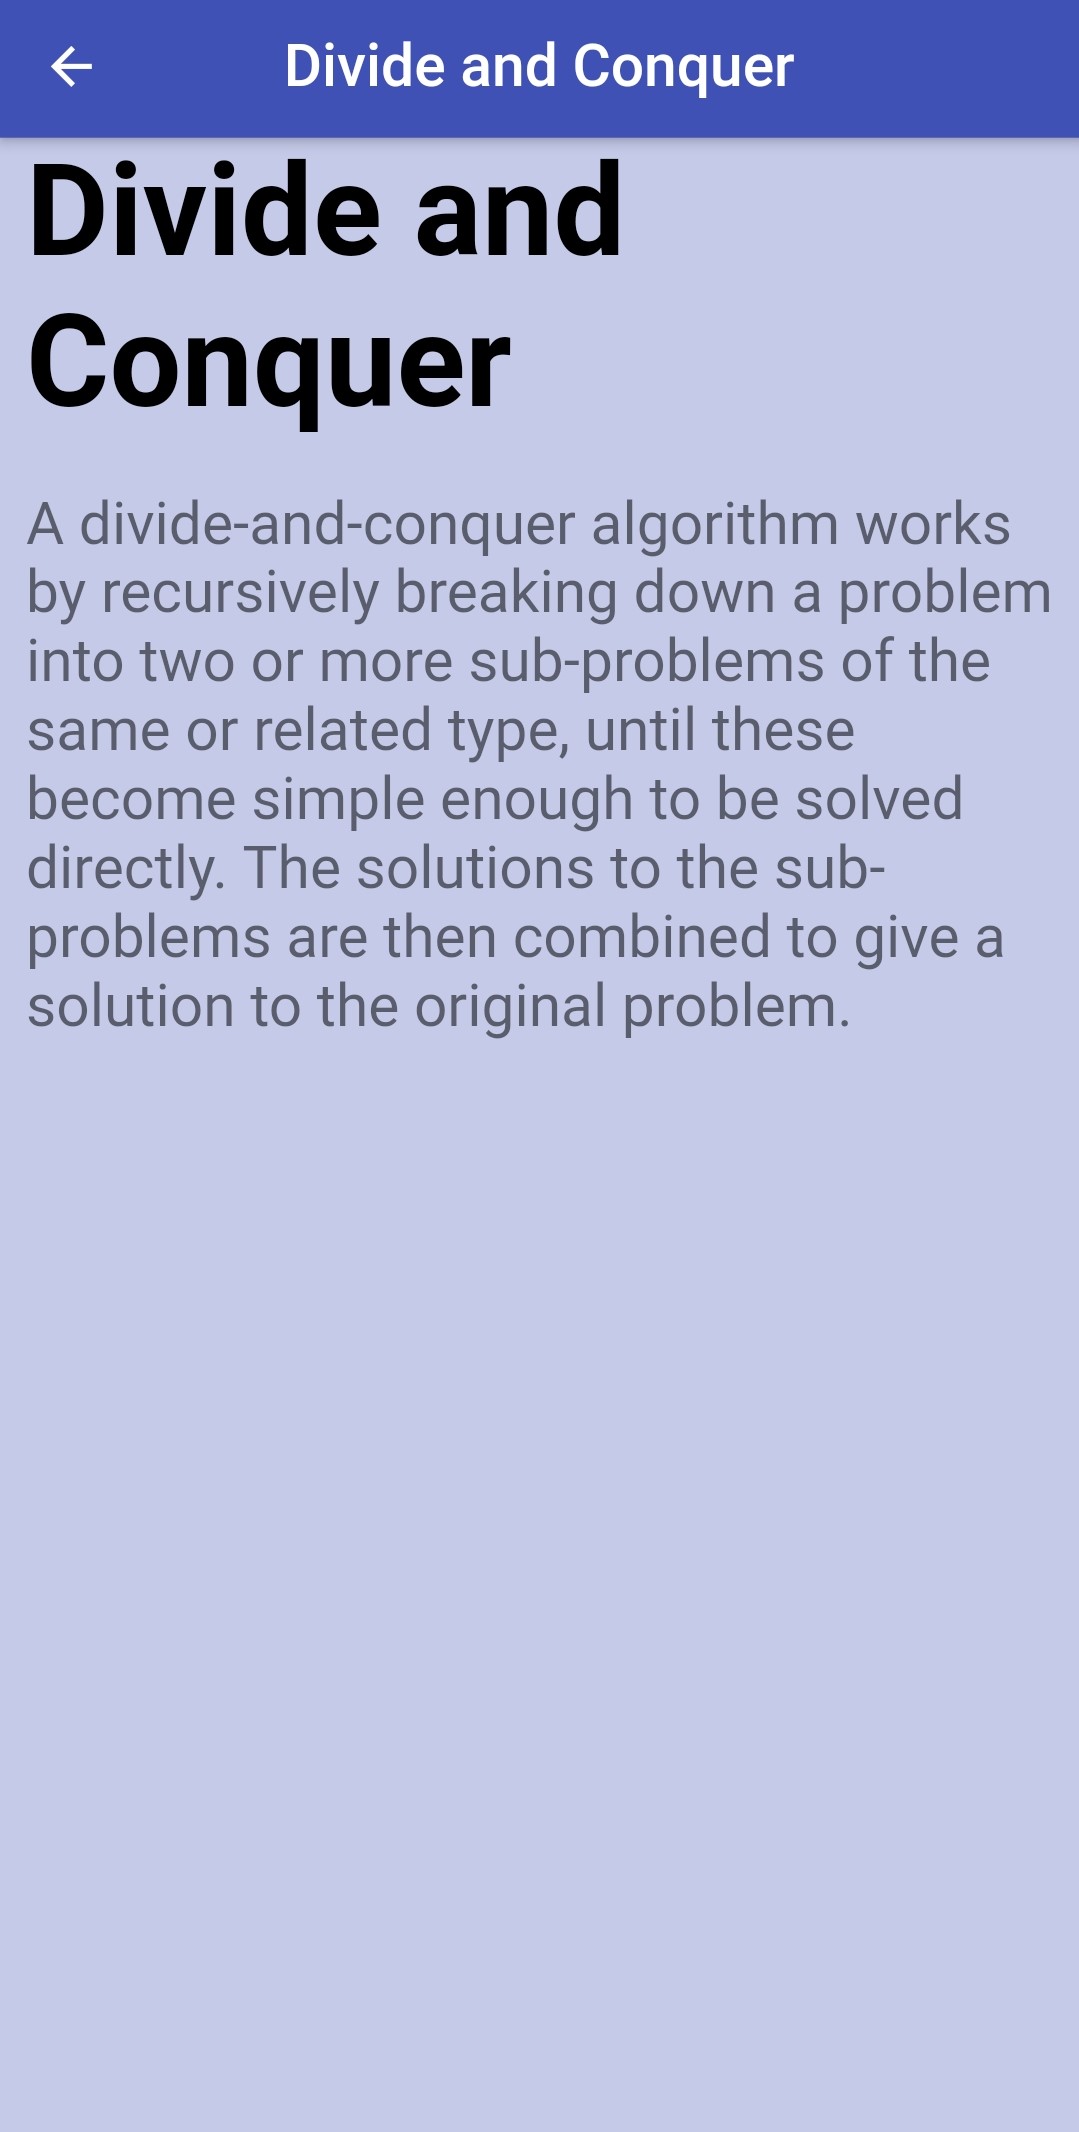 Divide and Conquer
Divide and
Conquer
A divide-and-conquer algorithm works
by recursively breaking down a problem
into two or more sub-problems of the
same or related type, until these
become simple enough to be solved
directly. The solutions to the sub-
problems are then combined to give a
solution to the original problem.